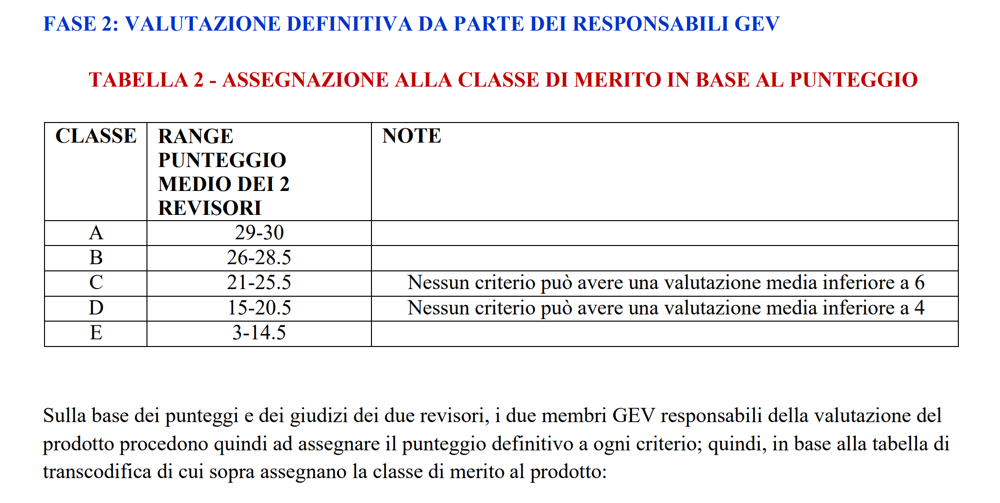 FASE 2: VALUTAZIONE DEFINITIVA DA PARTE DEI RESPONSABILI GEV
TABELLA 2 - ASSEGNAZIONE ALLA CLASSE DI MERITO IN BASE AL PUNTEGGIO
CLASSE RANGE PUNTEGGIO MEDIO DEI 2 REVISORI NOTE
A 29-30
B 26-28.5
C 21-25.5 Nessun criterio può avere una valutazione media inferiore a 6
D 15-20.5 Nessun criterio può avere una valutazione media inferiore a 4
E 3-14.5
Sulla base dei punteggi e dei giudizi dei due revisori, i due membri GEV responsabili della valutazione del
prodotto procedono quindi ad assegnare il punteggio definitivo a ogni criterio; quindi, in base alla tabella di
transcodifica di cui sopra assegnano la classe di merito al prodotto: